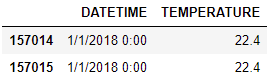 DATETIME TEMPERATURE
157014 1/1/2018 0:00 22.4
157015 1/1/2018 0:00 22.4